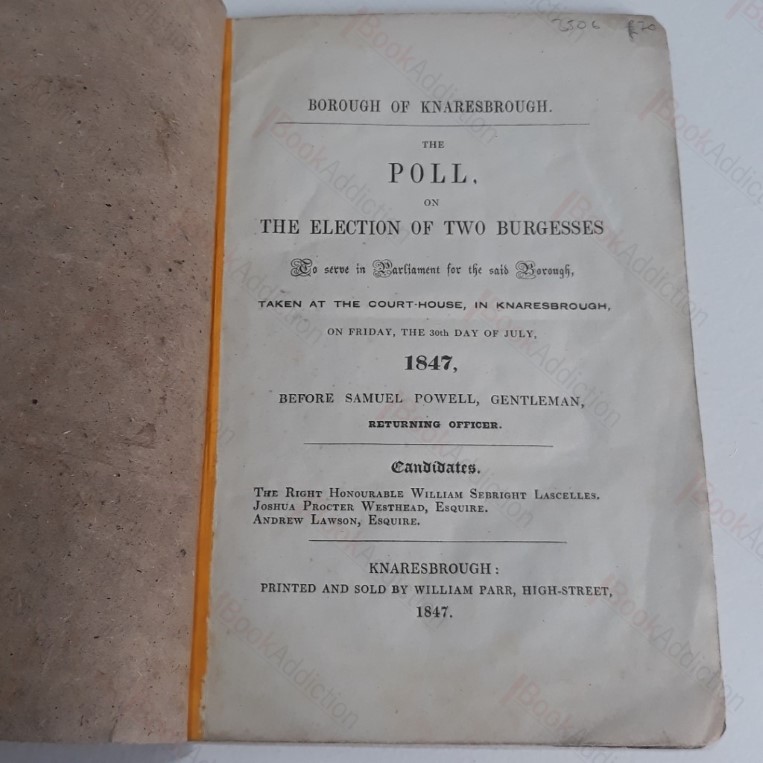 3506 £20
BOROUGH OF KNARESBROUGH.
THE
POLL,
ON
THE ELECTION OF TWO BURGESSES
To serve in Parliament for the said Borough,
TAKEN AT THE COURT-HOUSE, IN KNARESBROUGH,
ON FRIDAY, THE 30th DAY OF JULY,
1847,
BEFORE SAMUEL POWELL, GENTLEMAN,
RETURNING OFFICER.
Candidates.
THE RIGHT HONOURABLE WILLIAM SEBRIGHT LASCELLES.
JOSHUA PROCTER WESTHEAD, ESQUIRE.
ANDREW LAWSON, ESQUIRE.
KNARESBROUGH:
PRINTED AND SOLD BY WILLIAM PARR, HIGH-STREET,
1847.
BookAddiction